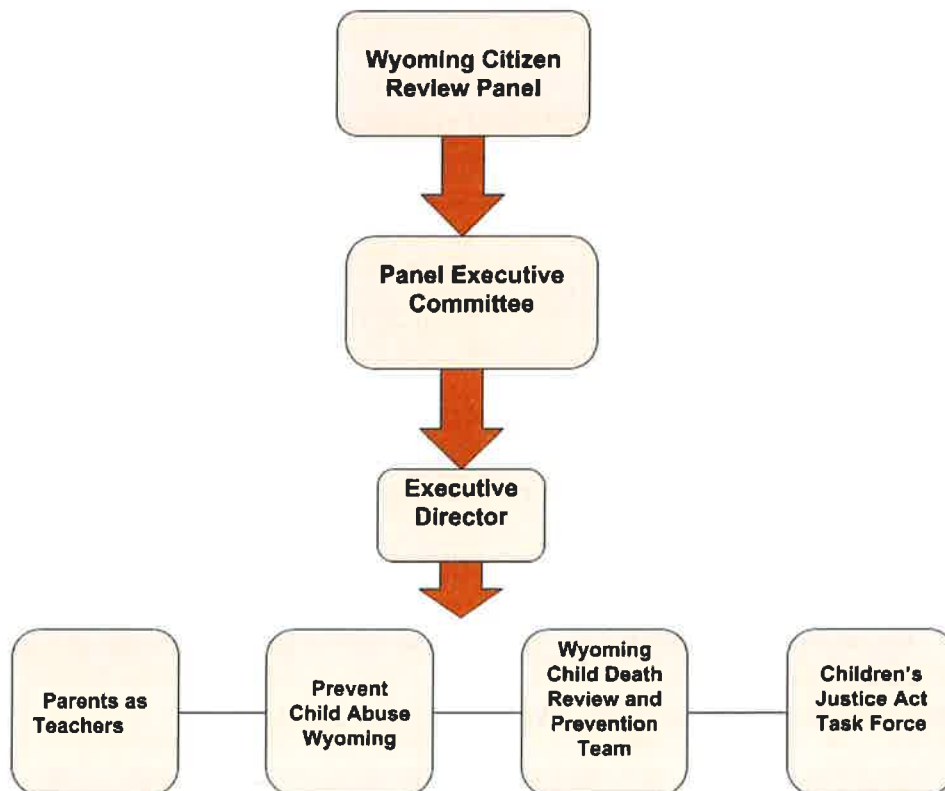 Wyoming Citizen
Review Panel
Panel Executive
Committee
Executive
Director
Parents as
Teachers
Prevent
Child Abuse
Wyoming
Wyoming
Child Death
Review and
Prevention
Team
Children's
Justice Act
Task Force